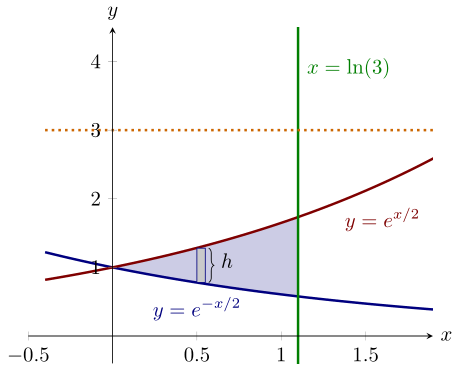 y
4
x = ln(3)
3
2
y = e^{x/2}
1
h
y = e^{-x/2}
x
−0.5 0.5 1 1.5